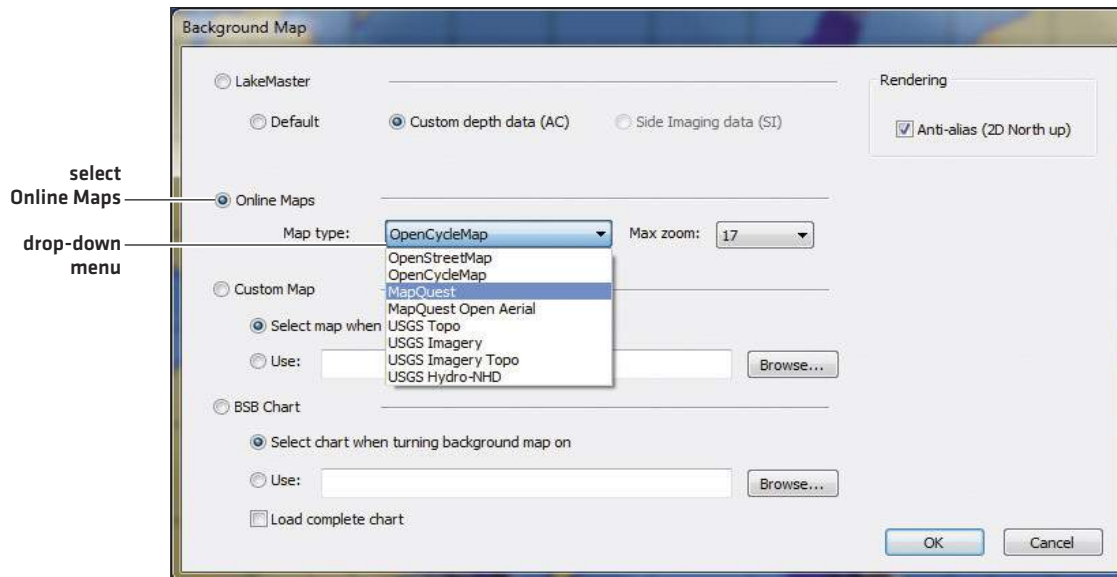 Background Map
LakeMaster
Rendering
Default
Custom depth data (AC)
Side Imaging data (SI)
Anti-alias (2D North up)
select
Online Maps
Online Maps
drop-down
menu
Map type:
OpenCycleMap
Max zoom:
17
OpenStreetMap
OpenCycleMap
MapQuest
MapQuest Open Aerial
USGS Topo
USGS Imagery
USGS Imagery Topo
USGS Hydro-NHD
Custom Map
Select map when
Use:
Browse...
BSB Chart
Select chart when turning background map on
Use:
Browse...
Load complete chart
OK
Cancel